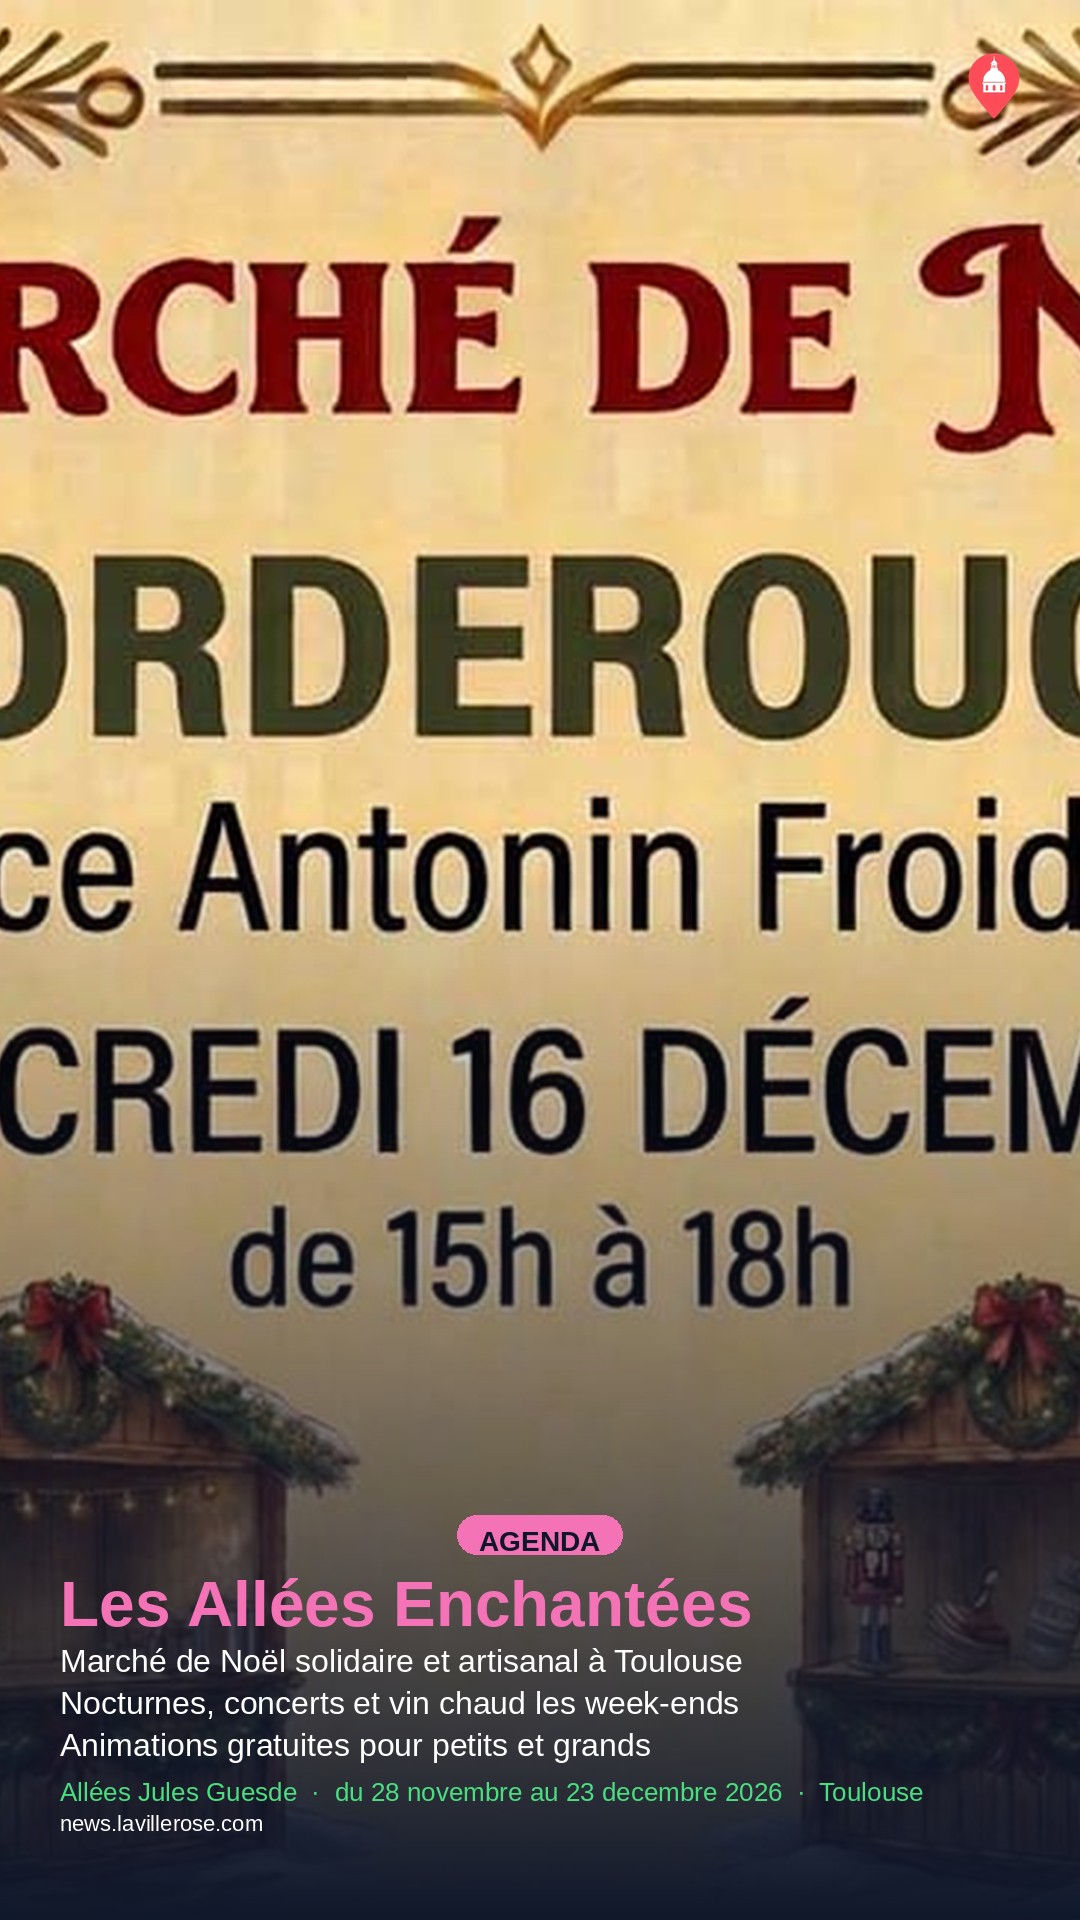 RCHÉ DE N
ORDEROUG
ce Antonin Froid
CREDI 16 DÉCEM
de 15h à 18h
AGENDA
Les Allées Enchantées
Marché de Noël solidaire et artisanal à Toulouse
Nocturnes, concerts et vin chaud les week-ends
Animations gratuites pour petits et grands
Allées Jules Guesde · du 28 novembre au 23 decembre 2026 · Toulouse
news.lavillerose.com